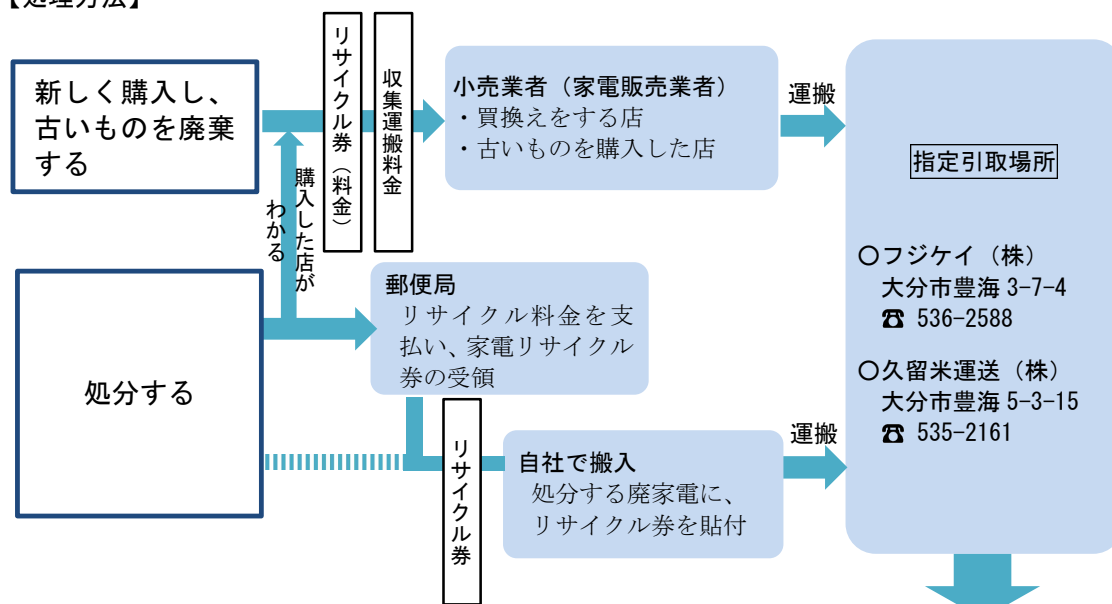 【処理方法】
新しく購入し、
古いものを廃棄
する
リサイクル券（料金）
収集運搬料金
小売業者（家電販売業者）
・買換えをする店
・古いものを購入した店
運搬
購入した店が
わかる
処分する
郵便局
リサイクル料金を支
払い、家電リサイクル
券の受領
リサイクル券
自社で搬入
処分する廃家電に、
リサイクル券を貼付
運搬
指定引取場所
〇フジケイ（株）
大分市豊海 3-7-4
☎ 536-2588
〇久留米運送（株）
大分市豊海 5-3-15
☎ 535-2161